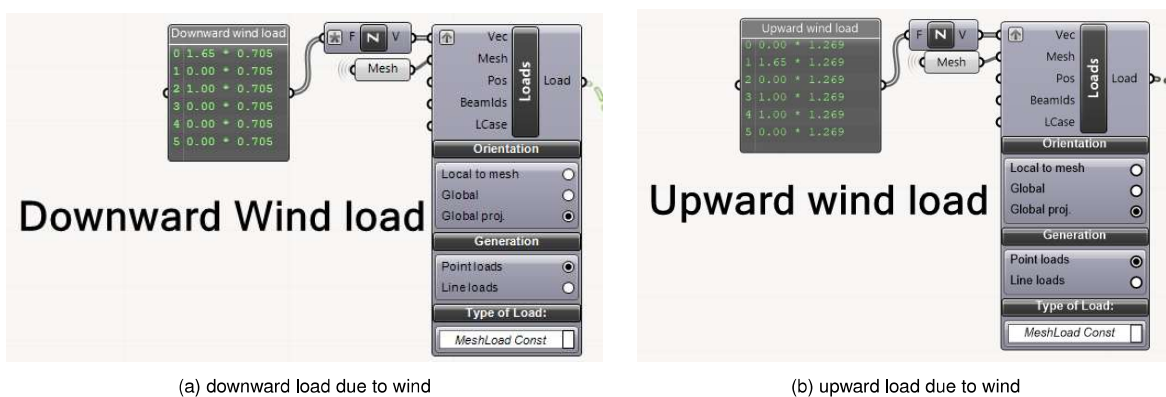 Downward wind load
0 1.65 * 0.705
1 0.00 * 0.705
2 1.00 * 0.705
3 0.00 * 0.705
4 0.00 * 0.705
5 0.00 * 0.705
F N V
Mesh
Vec
Mesh
Pos
BeamIds
LCase
Loads
Load
Orientation
Local to mesh
Global
Global proj.
Generation
Point loads
Line loads
Type of Load:
MeshLoad Const
Downward Wind load
(a) downward load due to wind
Upward wind load
0 0.00 * 1.269
1 1.65 * 1.269
2 0.00 * 1.269
3 1.00 * 1.269
4 1.00 * 1.269
5 0.00 * 1.269
F N V
Mesh
Vec
Mesh
Pos
BeamIds
LCase
Loads
Load
Orientation
Local to mesh
Global
Global proj.
Generation
Point loads
Line loads
Type of Load:
MeshLoad Const
Upward wind load
(b) upward load due to wind